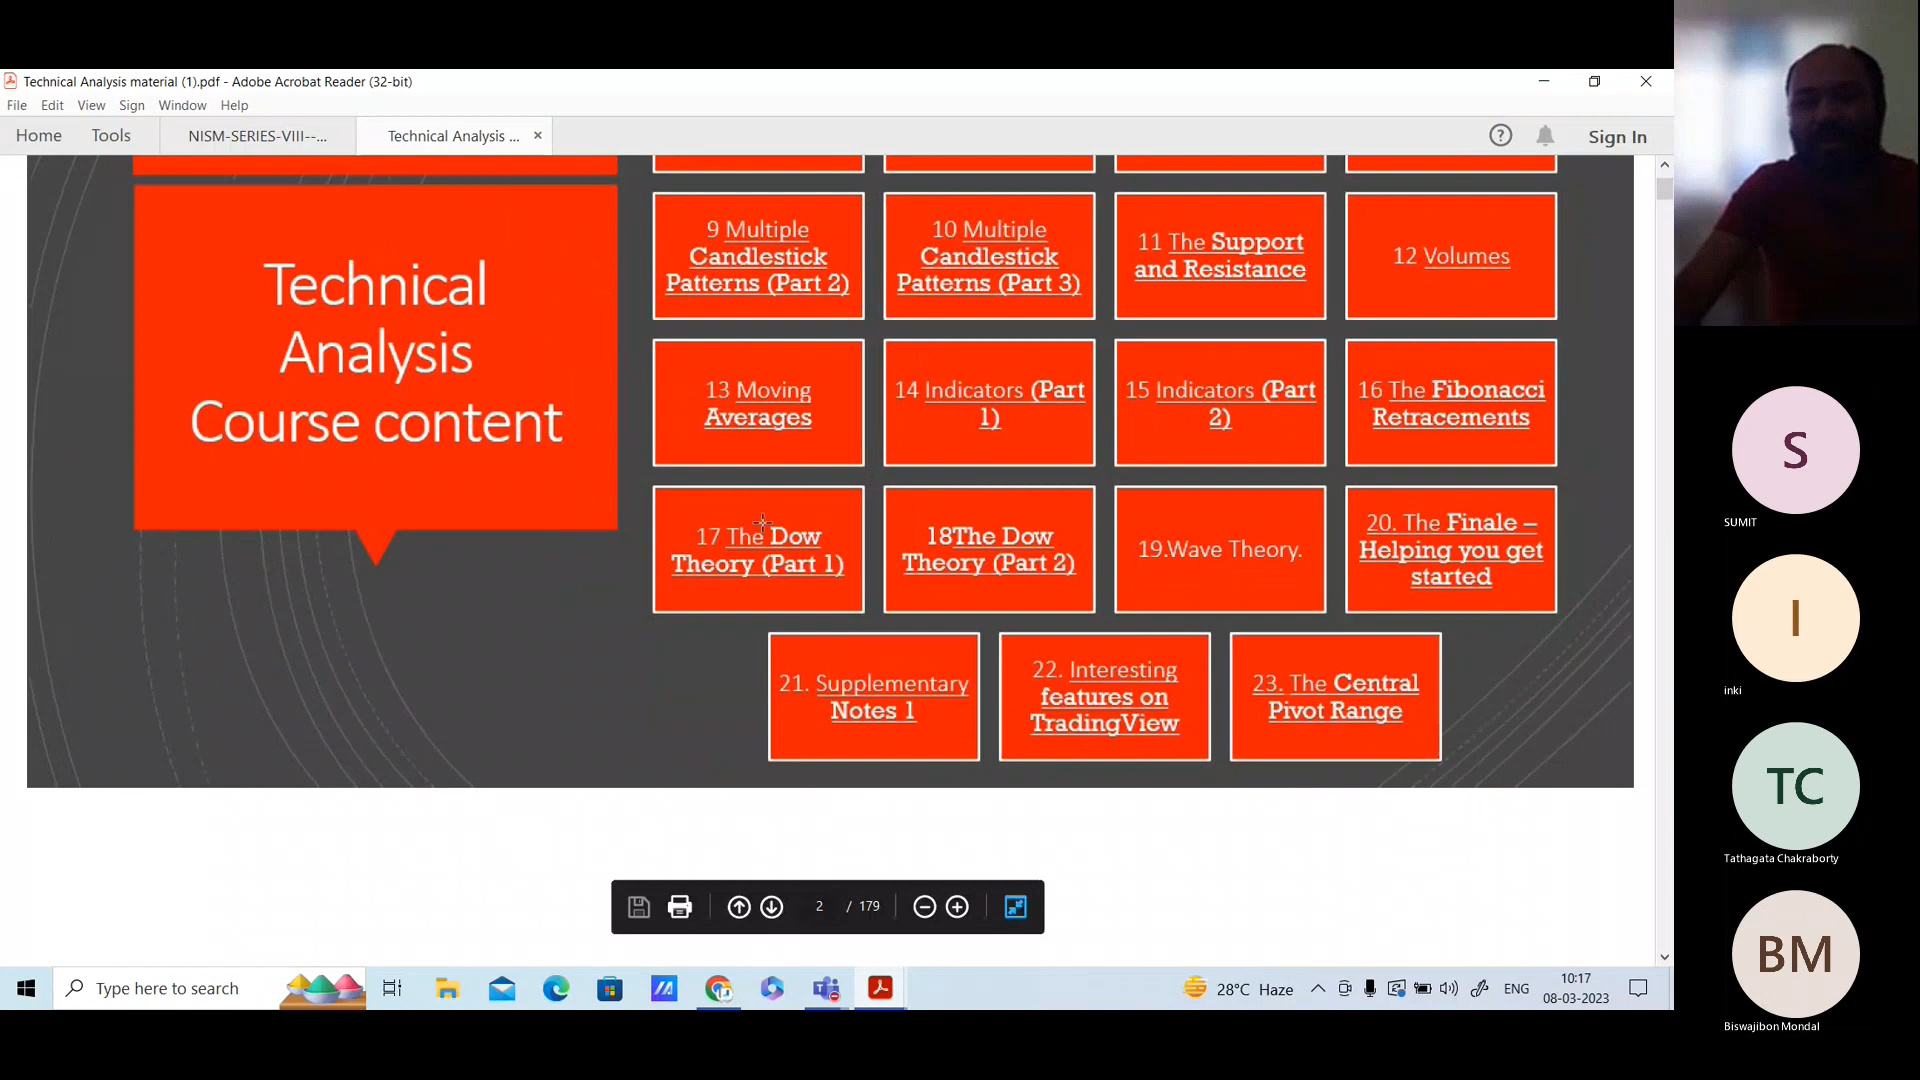 Technical Analysis material (1).pdf - Adobe Acrobat Reader (32-bit)
File Edit View Sign Window Help
Home Tools NISM-SERIES-VIII--... Technical Analysis ... × ? Sign In
Technical
Analysis
Course content
9 Multiple
Candlestick
Patterns (Part 2)
10 Multiple
Candlestick
Patterns (Part 3)
11 The Support
and Resistance
12 Volumes
13 Moving
Averages
14 Indicators (Part
1)
15 Indicators (Part
2)
16 The Fibonacci
Retracements
17 The Dow
Theory (Part 1)
18The Dow
Theory (Part 2)
19.Wave Theory.
20. The Finale –
Helping you get
started
21. Supplementary
Notes 1
22. Interesting
features on
TradingView
23. The Central
Pivot Range
2 / 179
Type here to search
28°C Haze
ENG
10:17
08-03-2023
S
SUMIT
I
inki
TC
Tathagata Chakraborty
BM
Biswajibon Mondal